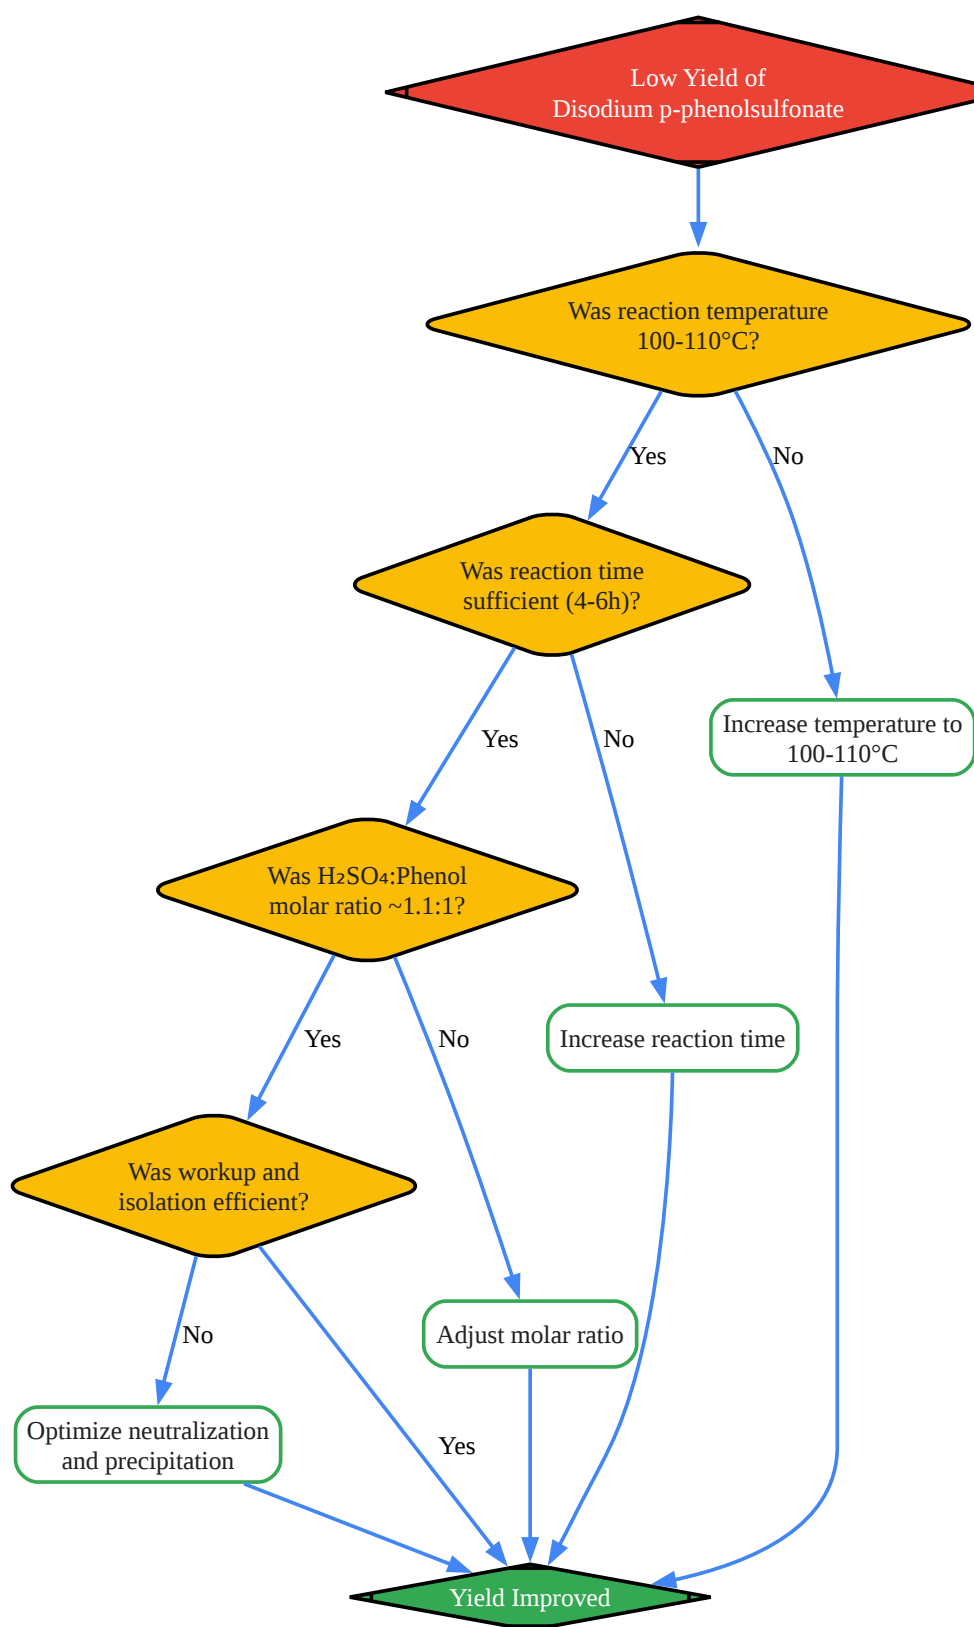 Low Yield of
Disodium p-phenolsulfonate
Was reaction temperature
100-110°C?
Yes
No
Was reaction time
sufficient (4-6h)?
Increase temperature to
100-110°C
Yes
No
Was H₂SO₄:Phenol
molar ratio ~1.1:1?
Increase reaction time
Yes
No
Was workup and
isolation efficient?
Adjust molar ratio
No
Optimize neutralization
and precipitation
Yes
Yield Improved